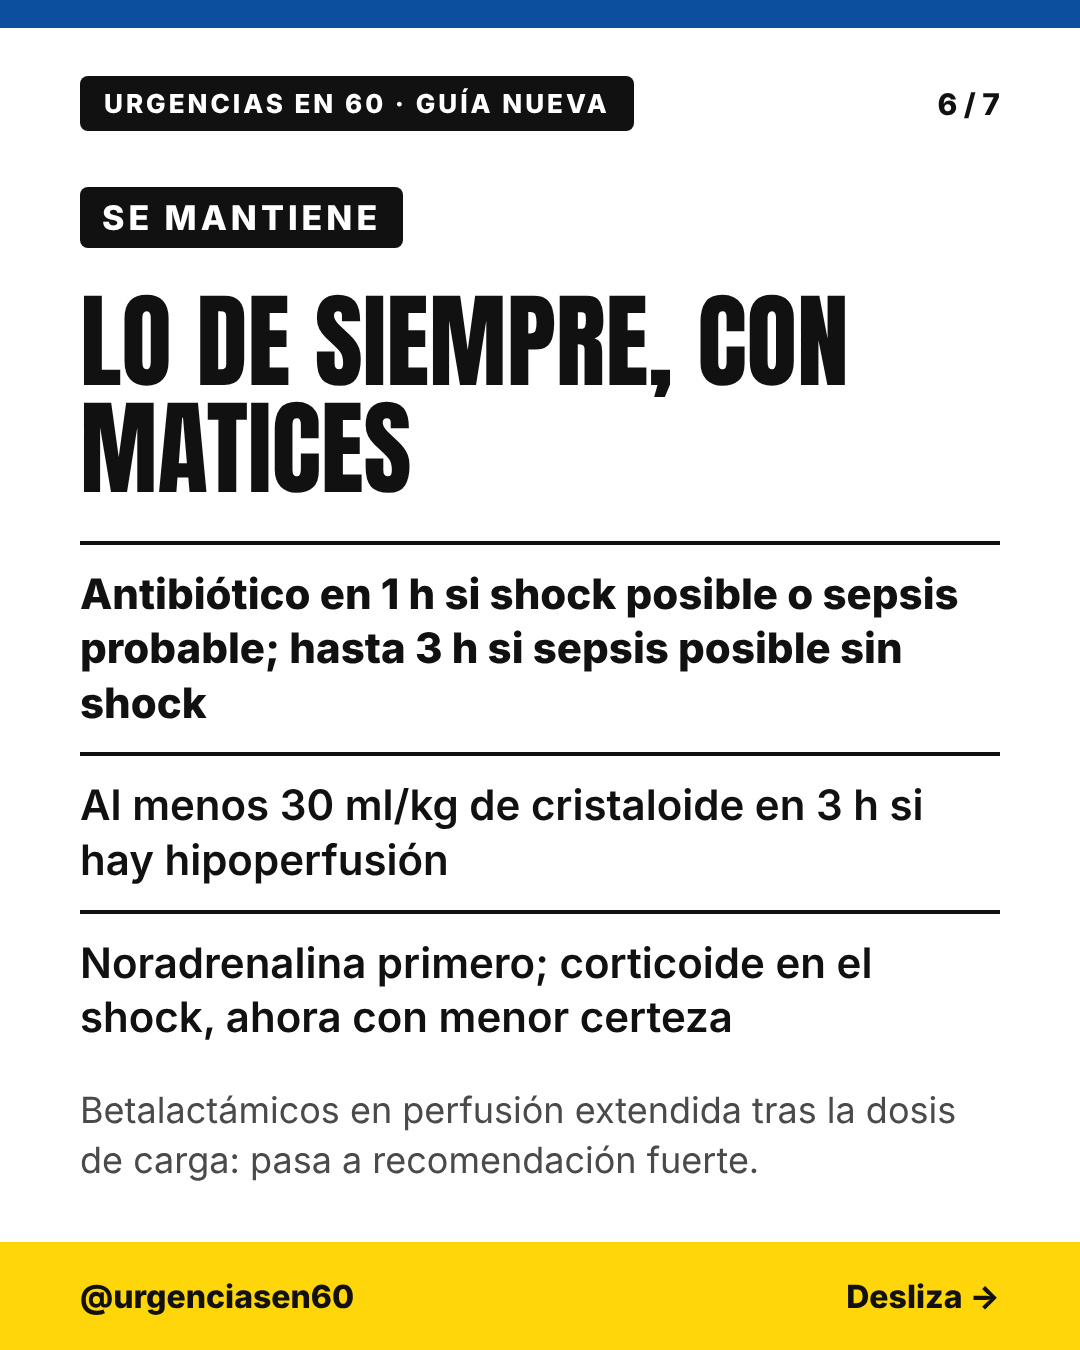 URGENCIAS EN 60 · GUÍA NUEVA
6 / 7
SE MANTIENE
LO DE SIEMPRE, CON
MATICES
Antibiótico en 1 h si shock posible o sepsis
probable; hasta 3 h si sepsis posible sin
shock
Al menos 30 ml/kg de cristaloide en 3 h si
hay hipoperfusión
Noradrenalina primero; corticoide en el
shock, ahora con menor certeza
Betalactámicos en perfusión extendida tras la dosis
de carga: pasa a recomendación fuerte.
@urgenciasen60
Desliza →